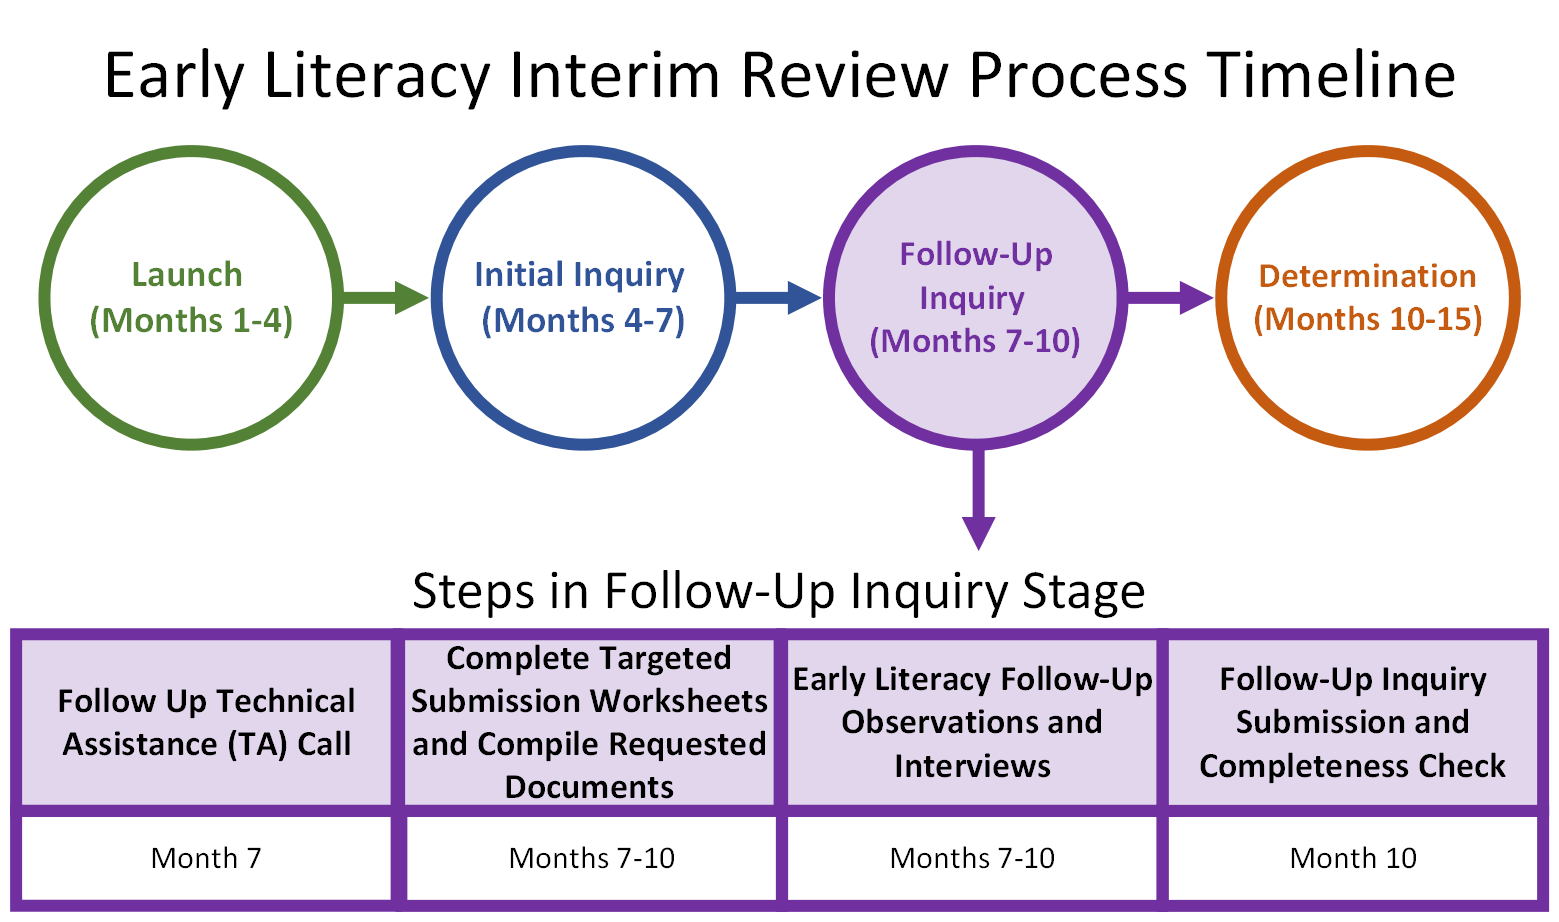 Early Literacy Interim Review Process Timeline
Launch
(Months 1-4)
Initial Inquiry
(Months 4-7)
Follow-Up
Inquiry
(Months 7-10)
Determination
(Months 10-15)
Steps in Follow-Up Inquiry Stage
Follow Up Technical
Assistance (TA) Call
Complete Targeted
Submission Worksheets
and Compile Requested
Documents
Early Literacy Follow-Up
Observations and
Interviews
Follow-Up Inquiry
Submission and
Completeness Check
Month 7
Months 7-10
Months 7-10
Month 10